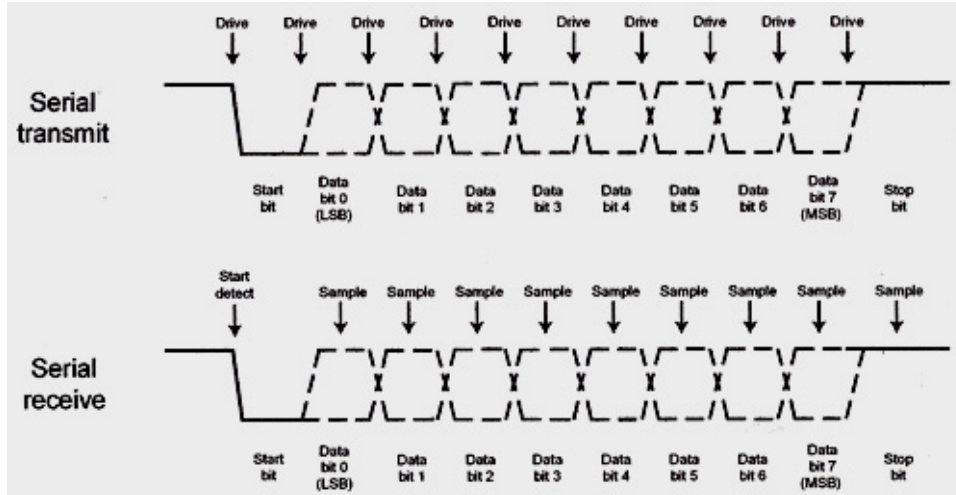 Drive Drive Drive Drive Drive Drive Drive Drive Drive Drive
Serial
transmit
Start
bit
Data
bit 0
(LSB)
Data
bit 1
Data
bit 2
Data
bit 3
Data
bit 4
Data
bit 5
Data
bit 6
Data
bit 7
(MSB)
Stop
bit
Start
detect
Sample Sample Sample Sample Sample Sample Sample Sample Sample
Serial
receive
Start
bit
Data
bit 0
(LSB)
Data
bit 1
Data
bit 2
Data
bit 3
Data
bit 4
Data
bit 5
Data
bit 6
Data
bit 7
(MSB)
Stop
bit